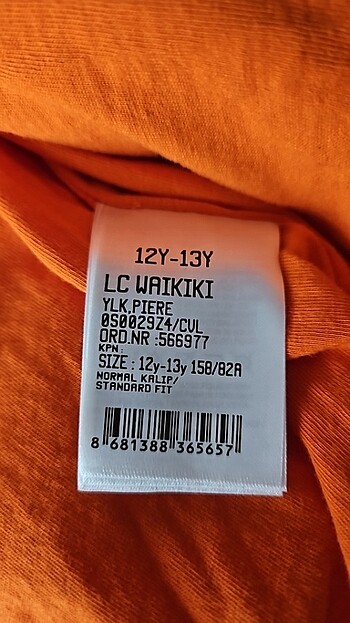 12Y-13Y
LC WAIKIKI
YLK.PIERE
0S0029Z4/CVL
ORD.NR :566977
KPN:
SIZE : 12y-13y 158/82A
NORMAL KALIP/
STANDARD FIT
8 681388 365657